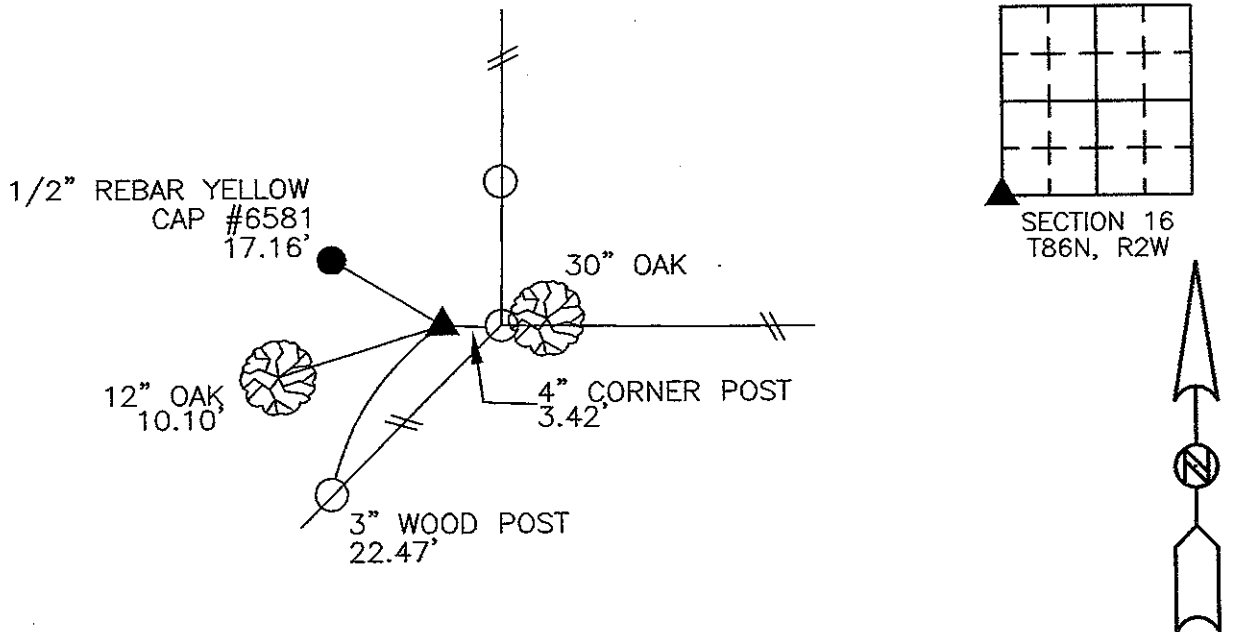 1/2" REBAR YELLOW
CAP #6581
17.16'
30" OAK
SECTION 16
T86N, R2W
12" OAK
10.10'
4" CORNER POST
3.42'
3" WOOD POST
22.47'
N